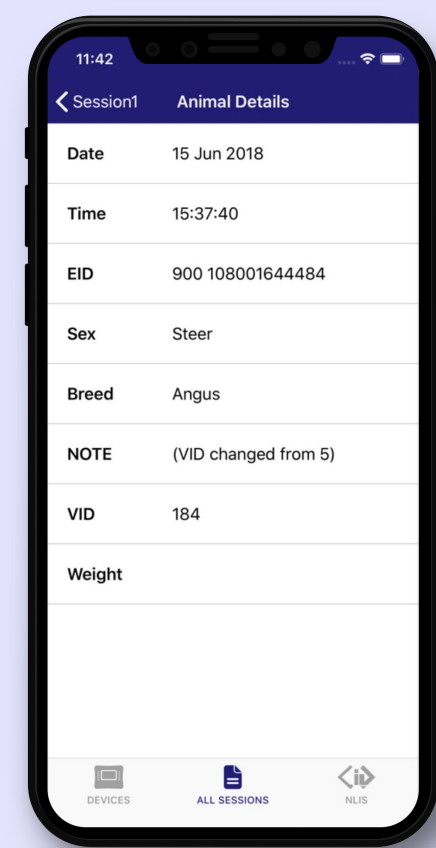 11:42
Session1 Animal Details
Date 15 Jun 2018
Time 15:37:40
EID 900 108001644484
Sex Steer
Breed Angus
NOTE (VID changed from 5)
VID 184
Weight
DEVICES ALL SESSIONS NLIS